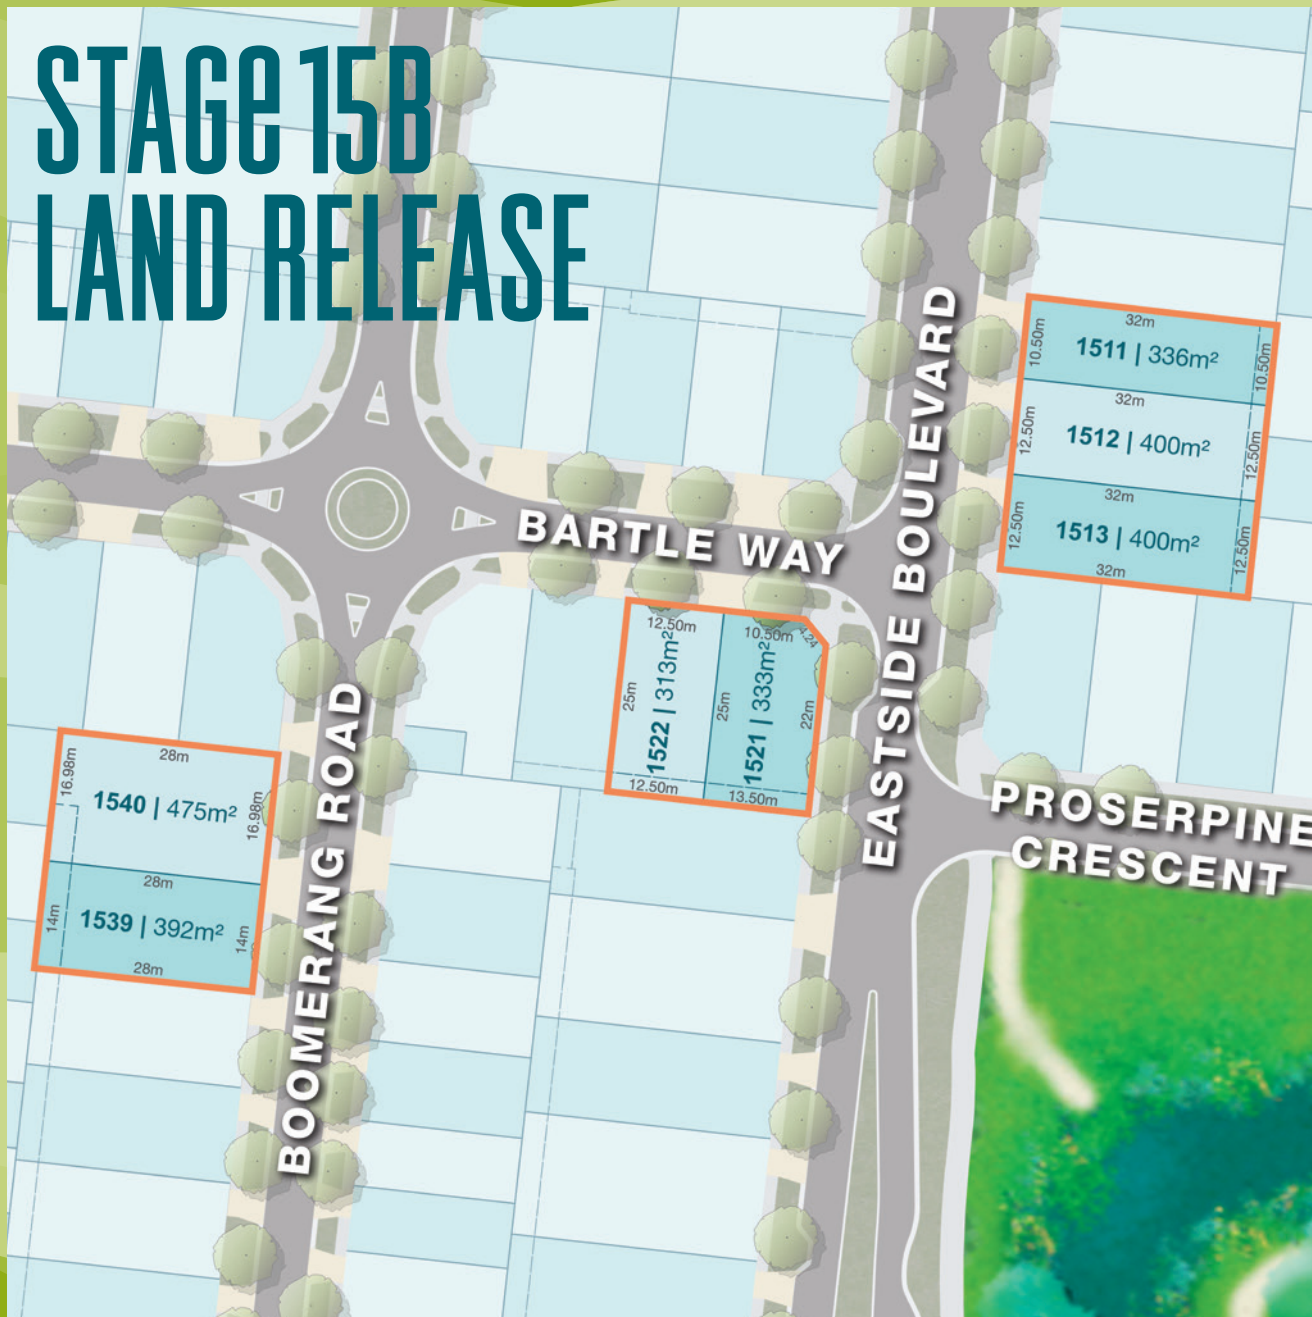 STAGE 15B
LAND RELEASE
BARTLE WAY
EASTSIDE BOULEVARD
PROSERPINE
CRESCENT
BOOMERANG ROAD
32m
10.50m
1511 | 336m²
10.50m
32m
12.50m
1512 | 400m²
12.50m
32m
12.50m
1513 | 400m²
12.50m
32m
12.50m
10.50m
4.24
25m
1522 | 313m²
25m
1521 | 333m²
22m
12.50m
13.50m
28m
16.98m
1540 | 475m²
16.98m
28m
14m
1539 | 392m²
14m
28m